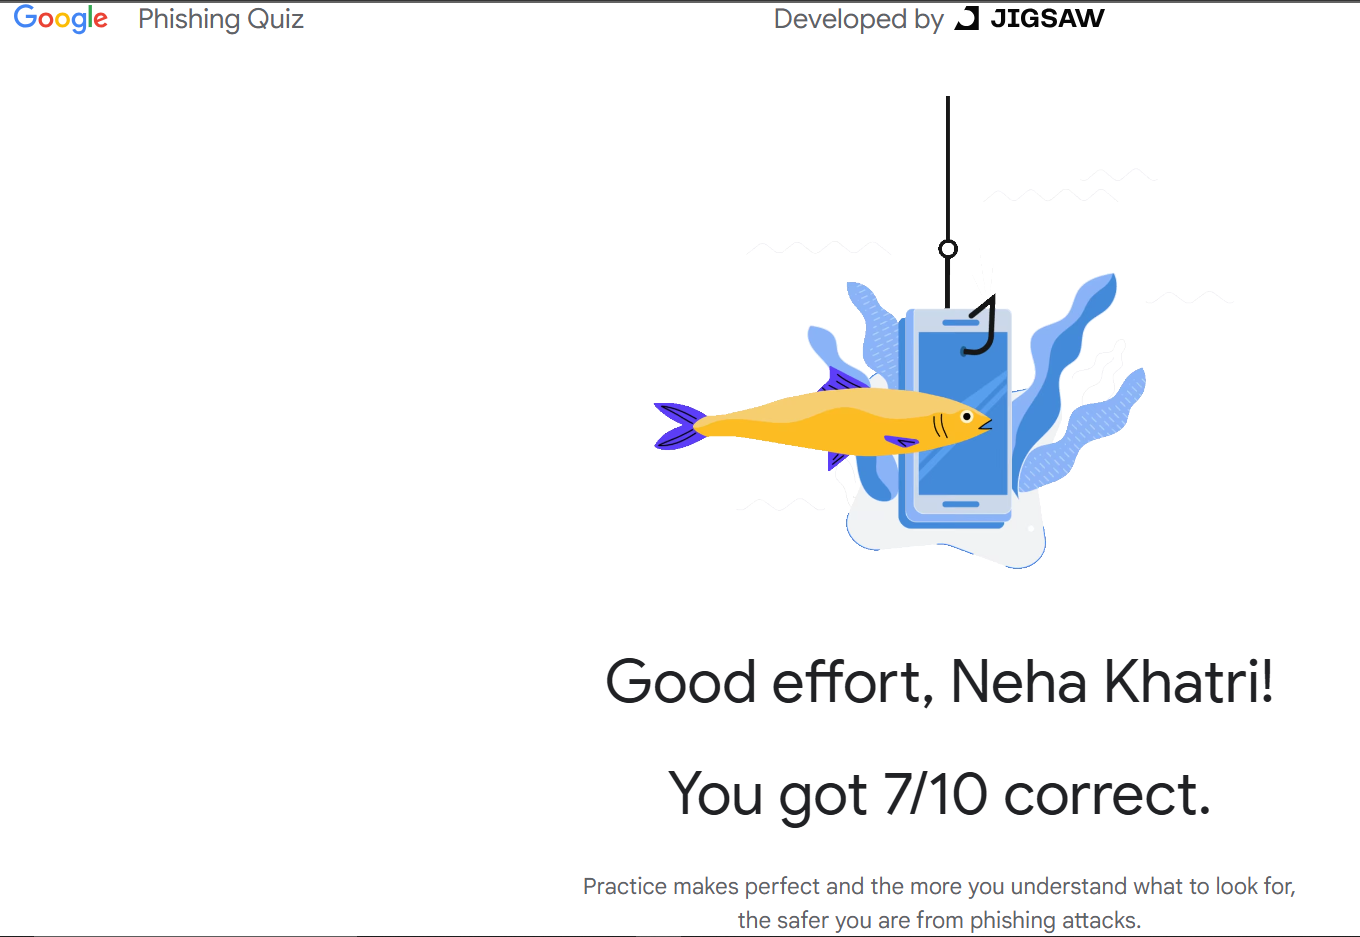 Google Phishing Quiz Developed by JIGSAW
Good effort, Neha Khatri!
You got 7/10 correct.
Practice makes perfect and the more you understand what to look for,
the safer you are from phishing attacks.